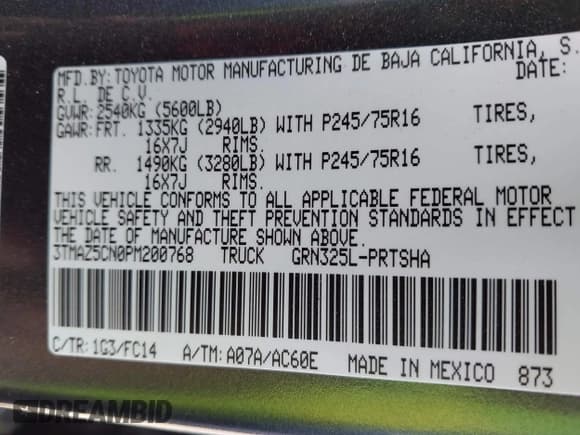 MFD.BY: TOYOTA MOTOR MANUFACTURING DE BAJA CALIFORNIA, S.
R.L. DE C.V. DATE:
GVWR: 2540KG (5600LB)
GAWR: FRT. 1335KG (2940LB) WITH P245/75R16 TIRES,
16X7J RIMS.
RR. 1490KG (3280LB) WITH P245/75R16 TIRES,
16X7J RIMS.
THIS VEHICLE CONFORMS TO ALL APPLICABLE FEDERAL MOTOR
VEHICLE SAFETY AND THEFT PREVENTION STANDARDS IN EFFECT
THE DATE OF MANUFACTURE SHOWN ABOVE.
3TMAZ5CN0PM200768 TRUCK GRN325L-PRTSHA
C/TR: 1G3/FC14 A/TM: A07A/AC60E MADE IN MEXICO 873
DREAMBID